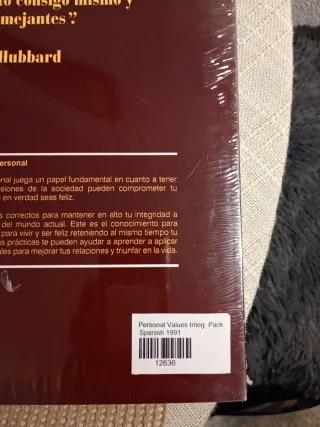 consigo mismo y
mejantes".
Hubbard
ersonal
onal juega un papel fundamental en cuanto a tener
esiones de la sociedad pueden comprometer tu
en verdad seas feliz.
s correctos para mantener en alto tu integridad a
del mundo actual. Este es el conocimiento para
para vivir y ser feliz reteniendo al mismo tiempo tu
as prácticas te pueden ayudar a aprender a aplicar
ales para mejorar tus relaciones y triunfar en la vida.
Personal Values Integ. Pack
Spanish 1991
12636